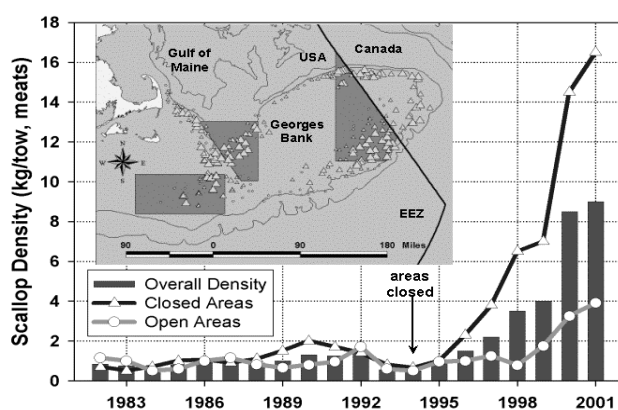 Scallop Density (kg/tow, meats)
18
16
14
12
10
8
6
4
2
0
Gulf of
Maine
USA
Canada
Georges
Bank
N
W
E
S
EEZ
90
0
90
180 Miles
areas
closed
Overall Density
Closed Areas
Open Areas
1983
1986
1989
1992
1995
1998
2001